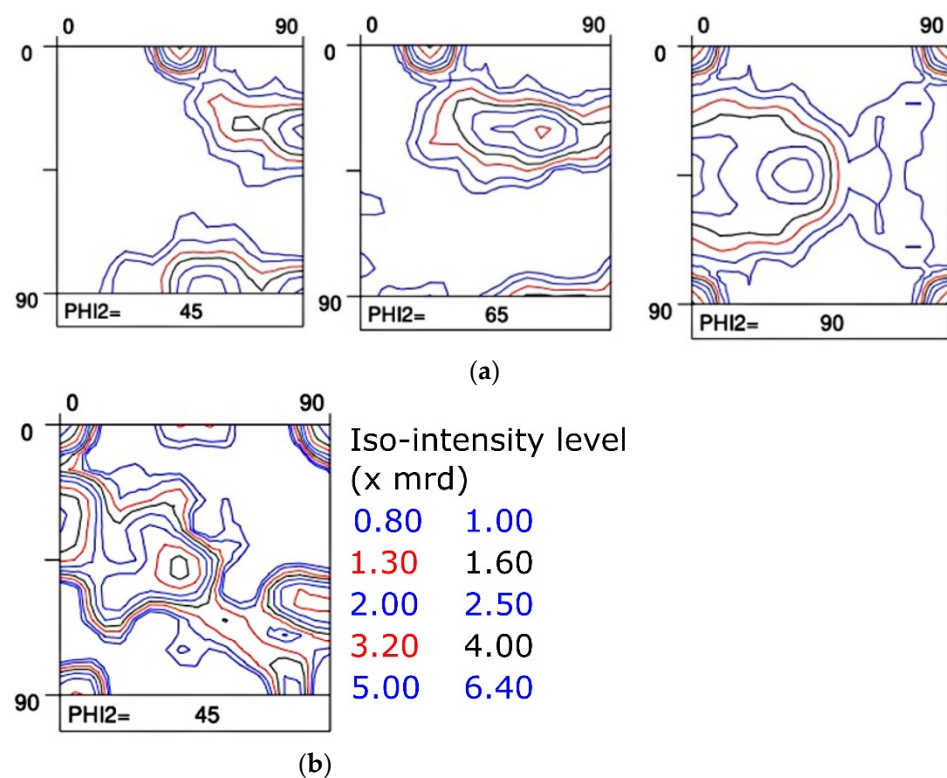 0 90 0 90 0 90
0 0 0
90 90 90
PHI2= 45 PHI2= 65 PHI2= 90
(a)
0 90
0
90
PHI2= 45
Iso-intensity level
(x mrd)
0.80 1.00
1.30 1.60
2.00 2.50
3.20 4.00
5.00 6.40
(b)